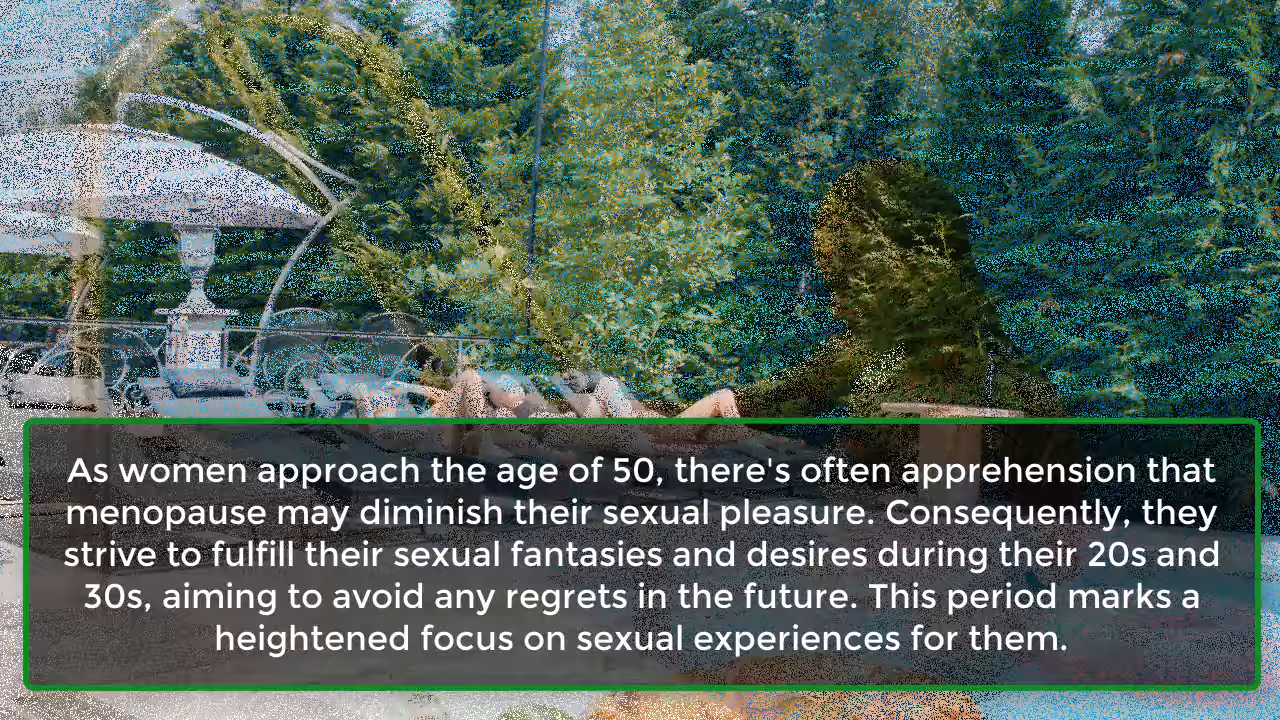 As women approach the age of 50, there's often apprehension that
menopause may diminish their sexual pleasure. Consequently, they
strive to fulfill their sexual fantasies and desires during their 20s and
30s, aiming to avoid any regrets in the future. This period marks a
heightened focus on sexual experiences for them.